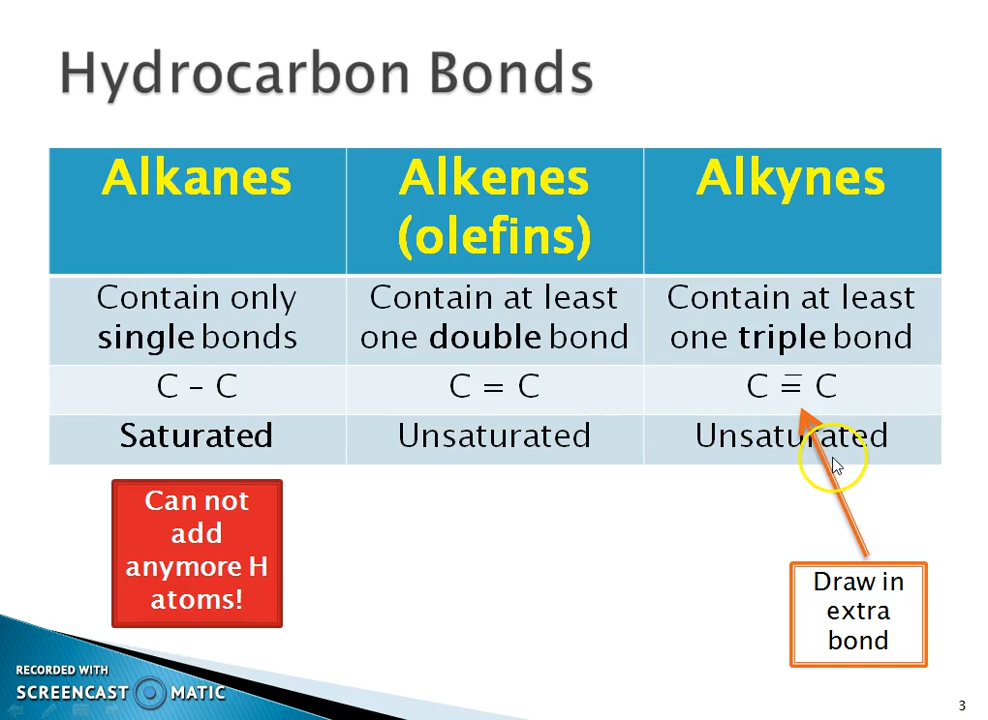 Hydrocarbon Bonds
Alkanes
Alkenes
(olefins)
Alkynes
Contain only
single bonds
Contain at least
one double bond
Contain at least
one triple bond
C – C
C = C
C ≡ C
Saturated
Unsaturated
Unsaturated
Can not
add
anymore H
atoms!
Draw in
extra
bond
RECORDED WITH
SCREENCAST MATIC
3